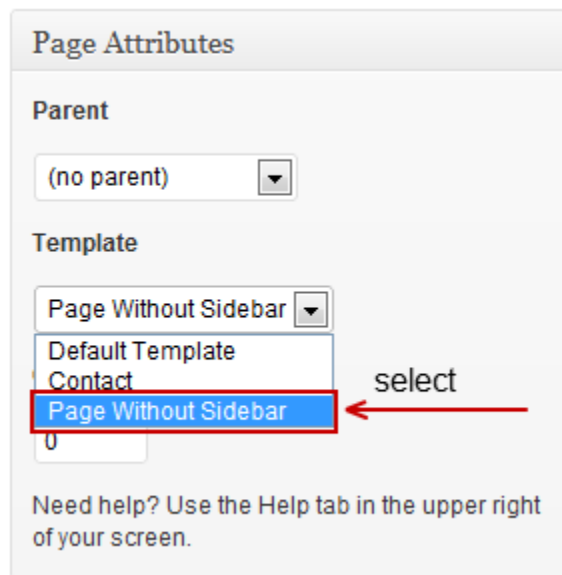 Page Attributes
Parent
(no parent)
Template
Page Without Sidebar
Default Template
Contact
select
Page Without Sidebar
0
Need help? Use the Help tab in the upper right
of your screen.